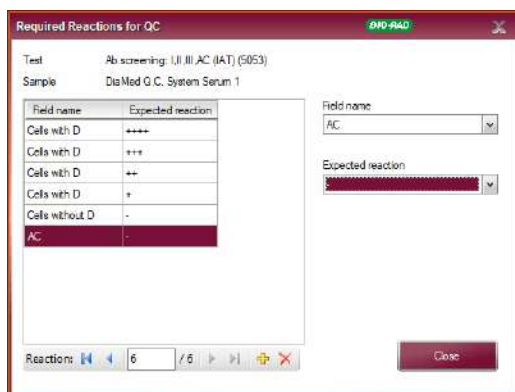 Required Reactions for QC
BIO-RAD
Test
Ab screening: I,II,III,AC (IAT) (5053)
Sample
DiaMed Q.C. System Serum 1
Field name
Expected reaction
Cells with D
++++
Cells with D
+++
Cells with D
++
Cells with D
+
Cells without D
-
AC
-
Field name
AC
Expected reaction
-
Reaction:
6
/ 6
Close